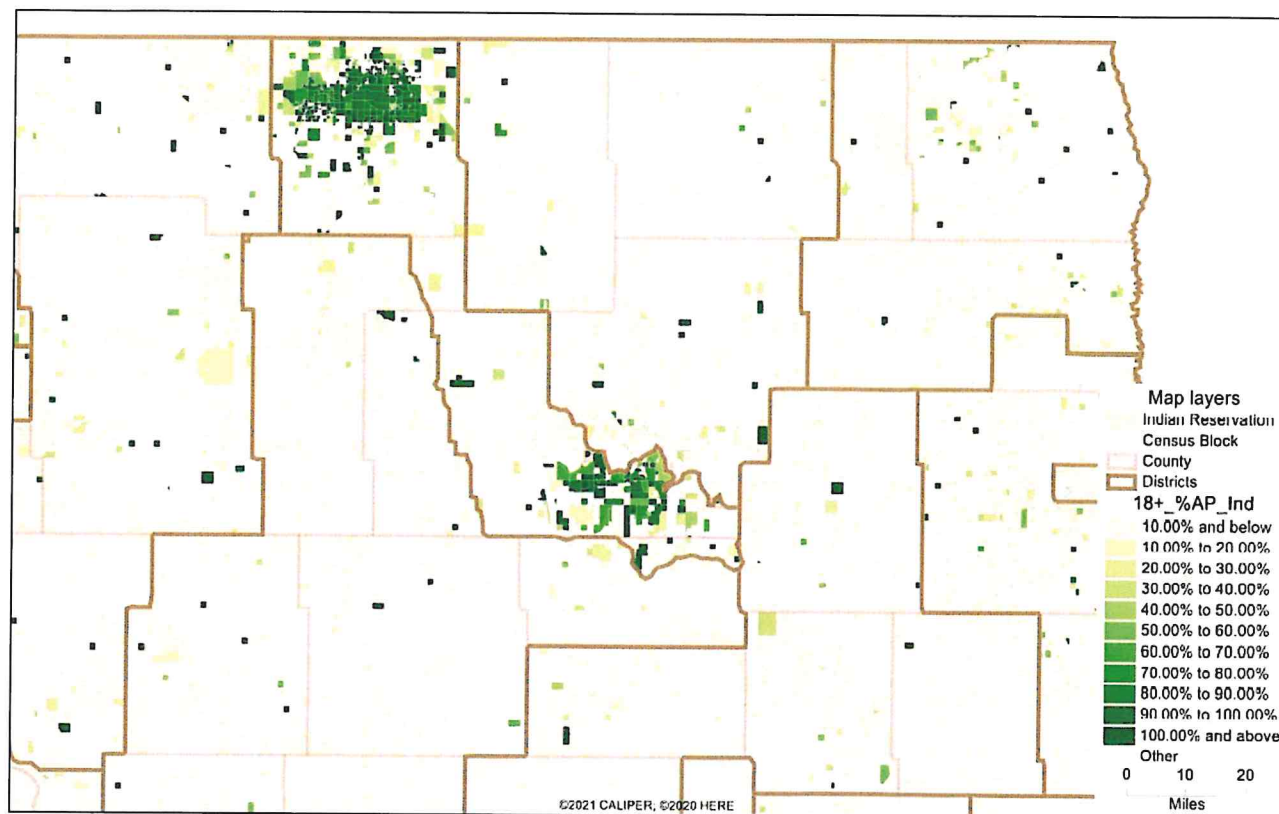 Map layers
Indian Reservation
Census Block
County
Districts
18+_%AP_Ind
10.00% and below
10.00% to 20.00%
20.00% to 30.00%
30.00% to 40.00%
40.00% to 50.00%
50.00% to 60.00%
60.00% to 70.00%
70.00% to 80.00%
80.00% to 90.00%
90.00% to 100.00%
100.00% and above
Other
0 10 20
Miles
©2021 CALIPER; ©2020 HERE